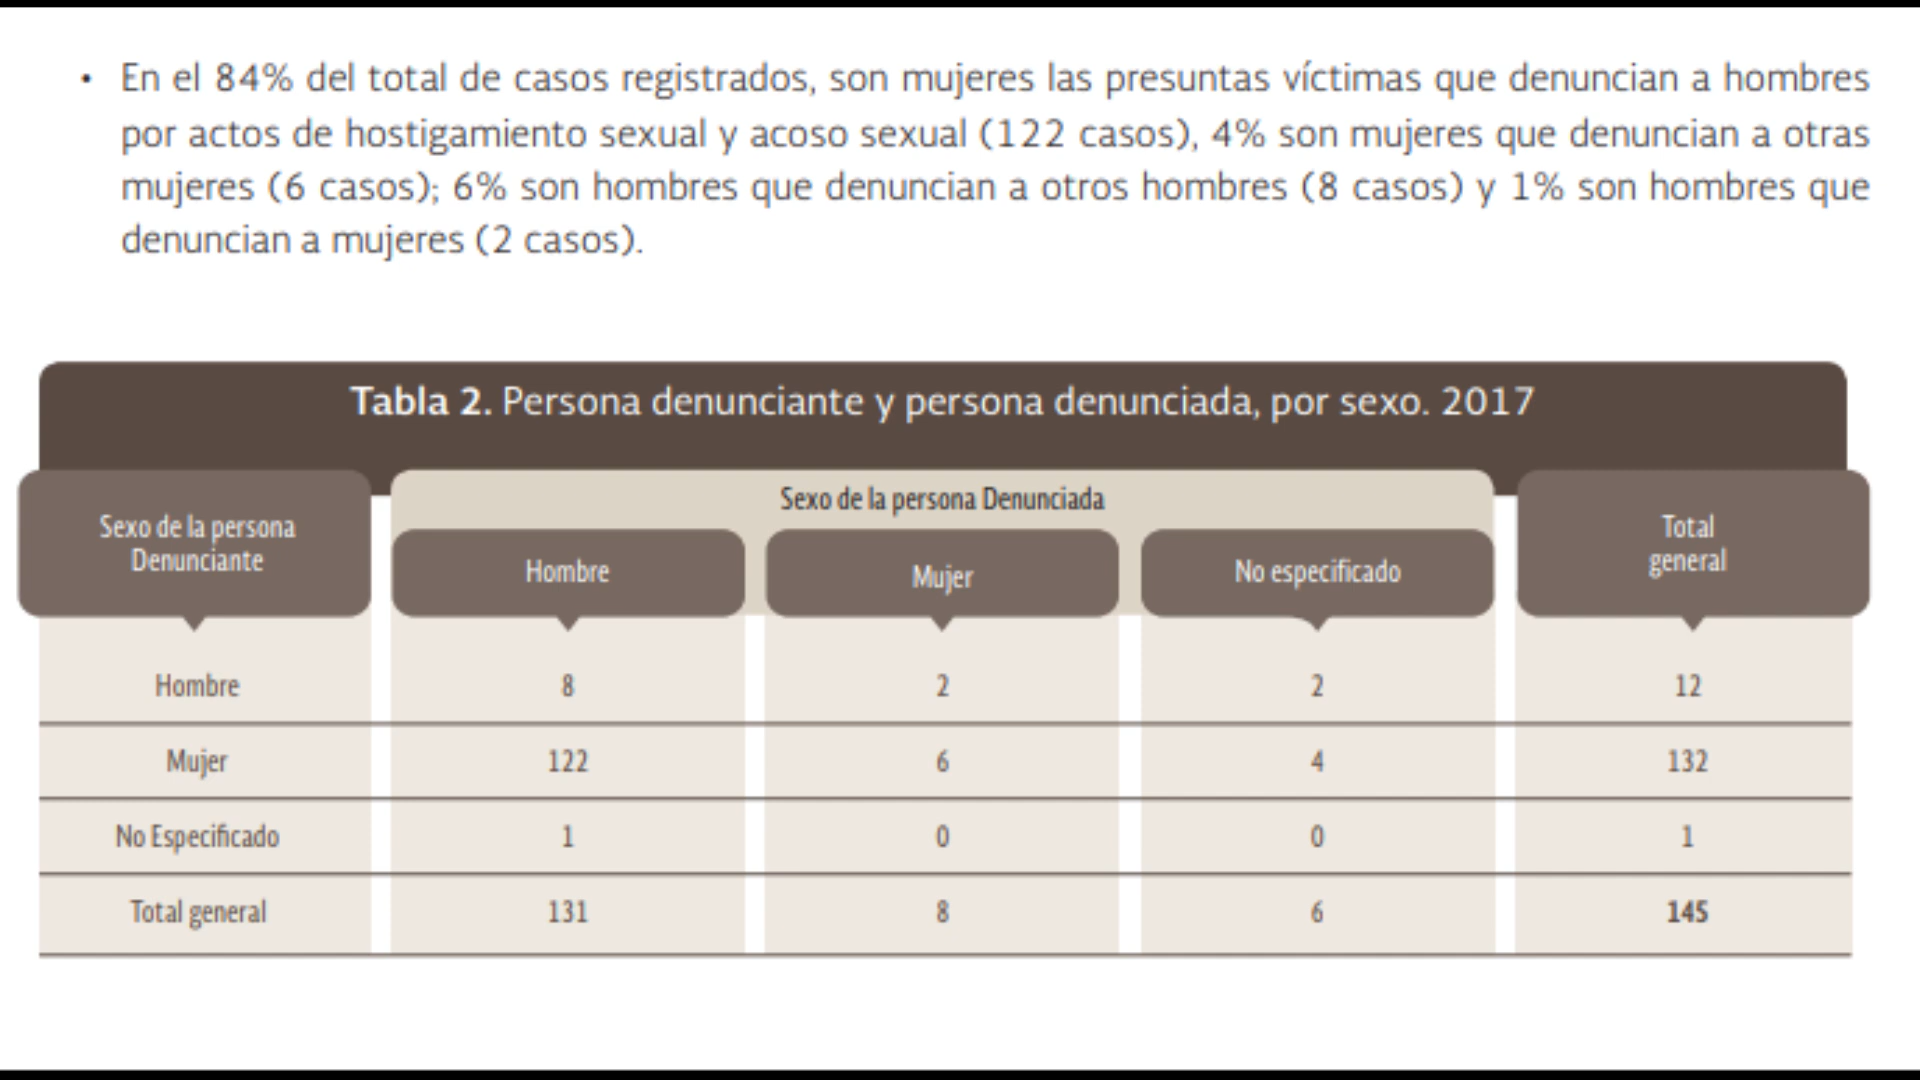 • En el 84% del total de casos registrados, son mujeres las presuntas víctimas que denuncian a hombres
por actos de hostigamiento sexual y acoso sexual (122 casos), 4% son mujeres que denuncian a otras
mujeres (6 casos); 6% son hombres que denuncian a otros hombres (8 casos) y 1% son hombres que
denuncian a mujeres (2 casos).
Tabla 2. Persona denunciante y persona denunciada, por sexo. 2017
Sexo de la persona
Denunciante
Sexo de la persona Denunciada
Hombre Mujer No especificado
Total
general
Hombre 8 2 2 12
Mujer 122 6 4 132
No Especificado 1 0 0 1
Total general 131 8 6 145